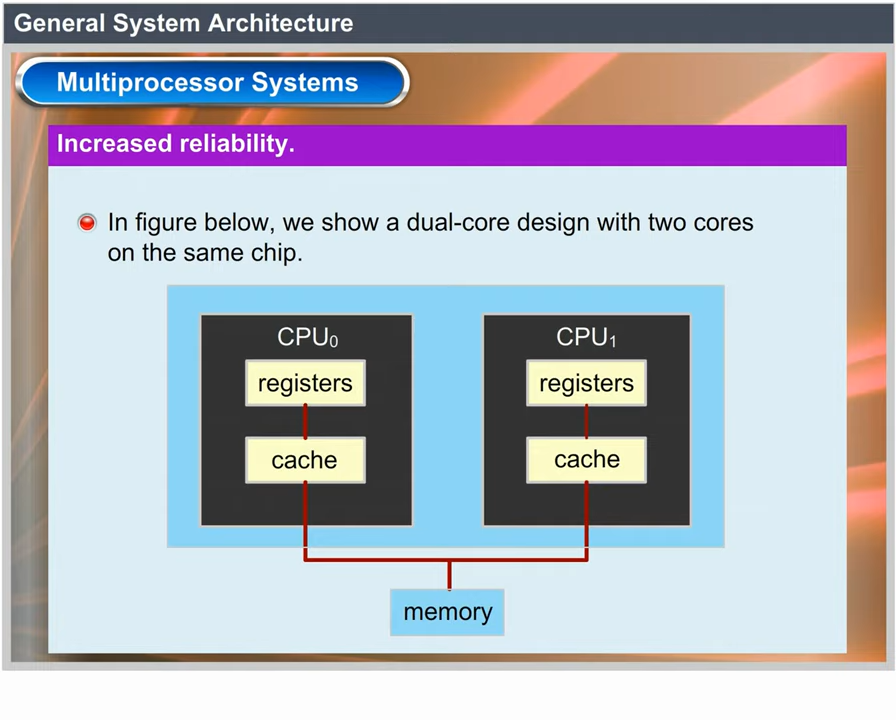 General System Architecture
Multiprocessor Systems
Increased reliability.
In figure below, we show a dual-core design with two cores
on the same chip.
CPU₀
registers
cache
CPU₁
registers
cache
memory